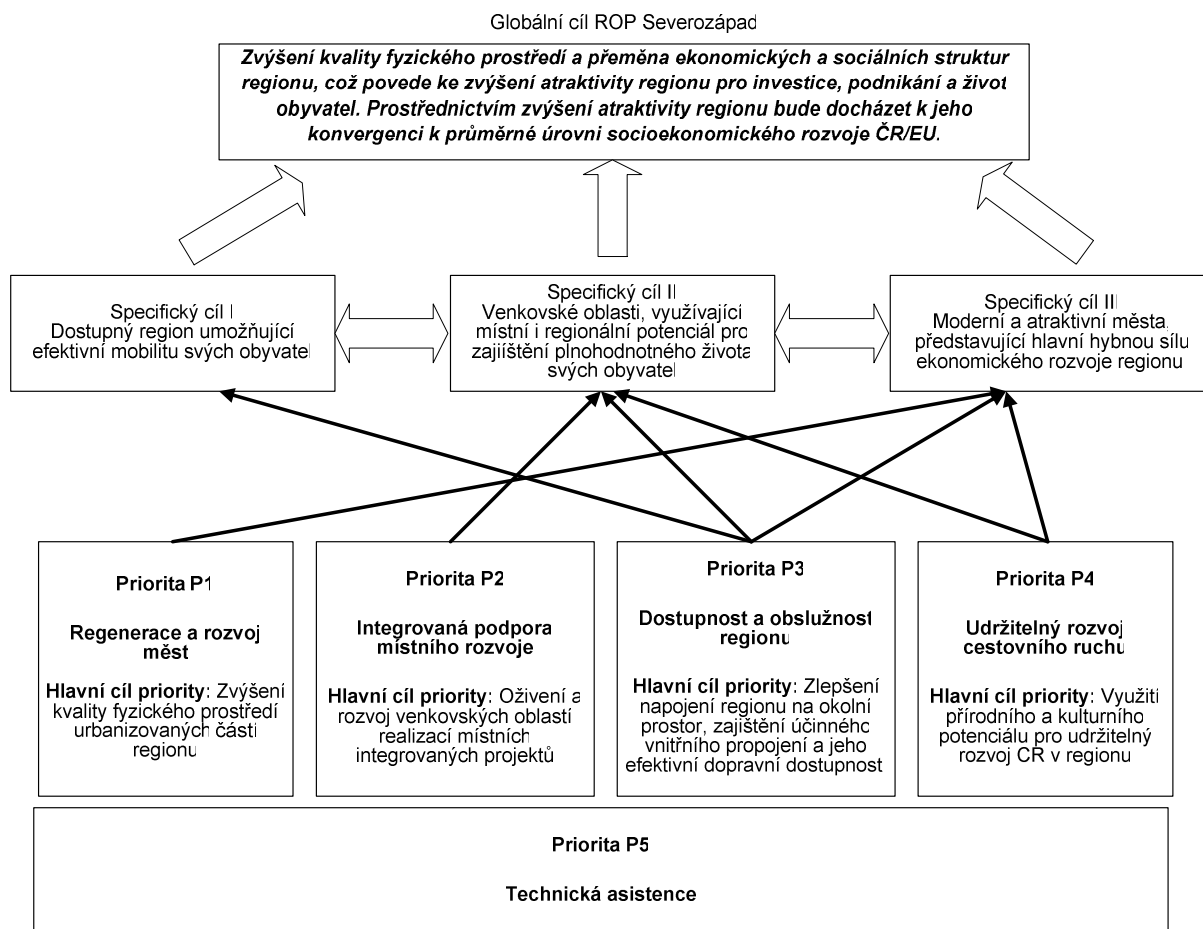 Globální cíl ROP Severozápad
Zvýšení kvality fyzického prostředí a přeměna ekonomických a sociálních struktur
regionu, což povede ke zvýšení atraktivity regionu pro investice, podnikání a život
obyvatel. Prostřednictvím zvýšení atraktivity regionu bude docházet k jeho
konvergenci k průměrné úrovni socioekonomického rozvoje ČR/EU.
Specifický cíl I
Dostupný region umožňující
efektivní mobilitu svých obyvatel
Specifický cíl II
Venkovské oblasti, využívající
místní i regionální potenciál pro
zajiištění plnohodnotného života
svých obyvatel
Specifický cíl III
Moderní a atraktivní města,
představující hlavní hybnou sílu
ekonomického rozvoje regionu
Priorita P1
Regenerace a rozvoj
měst
Hlavní cíl priority: Zvýšení
kvality fyzického prostředí
urbanizovaných částí
regionu
Priorita P2
Integrovaná podpora
místního rozvoje
Hlavní cíl priority: Oživení a
rozvoj venkovských oblastí
realizací místních
integrovaných projektů
Priorita P3
Dostupnost a obslužnost
regionu
Hlavní cíl priority: Zlepšení
napojení regionu na okolní
prostor, zajištění účinného
vnitřního propojení a jeho
efektivní dopravní dostupnost
Priorita P4
Udržitelný rozvoj
cestovního ruchu
Hlavní cíl priority: Využití
přírodního a kulturního
potenciálu pro udržitelný
rozvoj CR v regionu
Priorita P5
Technická asistence